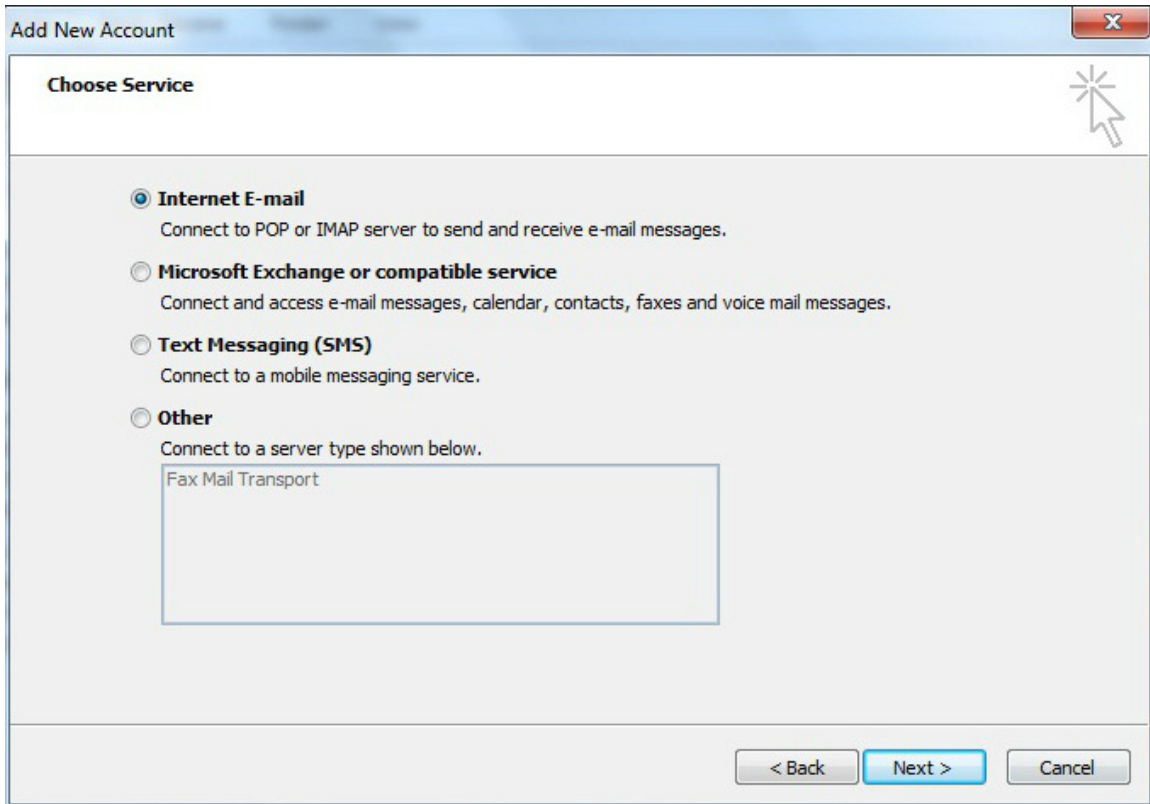 Add New Account
Choose Service
Internet E-mail
Connect to POP or IMAP server to send and receive e-mail messages.
Microsoft Exchange or compatible service
Connect and access e-mail messages, calendar, contacts, faxes and voice mail messages.
Text Messaging (SMS)
Connect to a mobile messaging service.
Other
Connect to a server type shown below.
Fax Mail Transport
< Back Next > Cancel